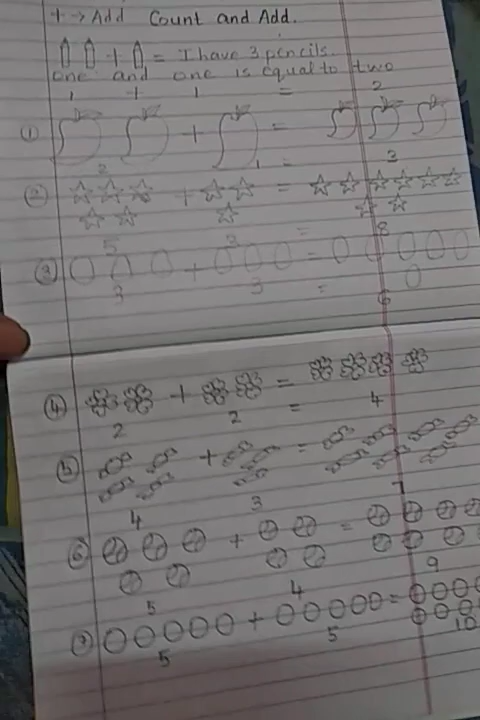 + → Add Count and Add.
+ = I have 3 pencils.
one and one is equal to two
1 + 1 = 2
① + =
2 1 = 3
② + =
5 3 = 8
③ + =
3 3 = 6
④ + =
2 2 = 4
⑤ + =
4 3 7
⑥ + =
5 4 9
⑦ + =
5 5 10